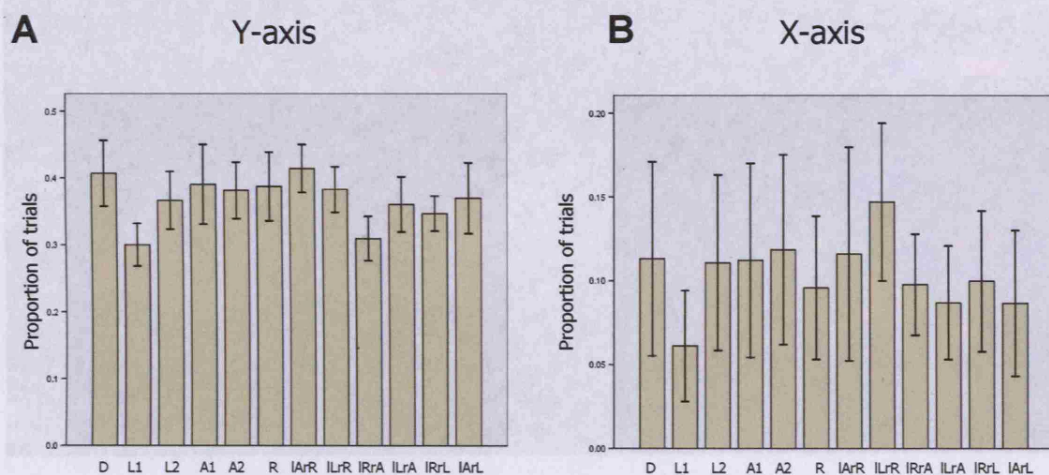 A
Y-axis
Proportion of trials
0.5
0.4
0.3
0.2
0.1
0.0
D L1 L2 A1 A2 R IArR ILrR IRrA ILrA IRrL IArL
B
X-axis
Proportion of trials
0.20
0.15
0.10
0.05
0.00
D L1 L2 A1 A2 R IArR ILrR IRrA ILrA IRrL IArL